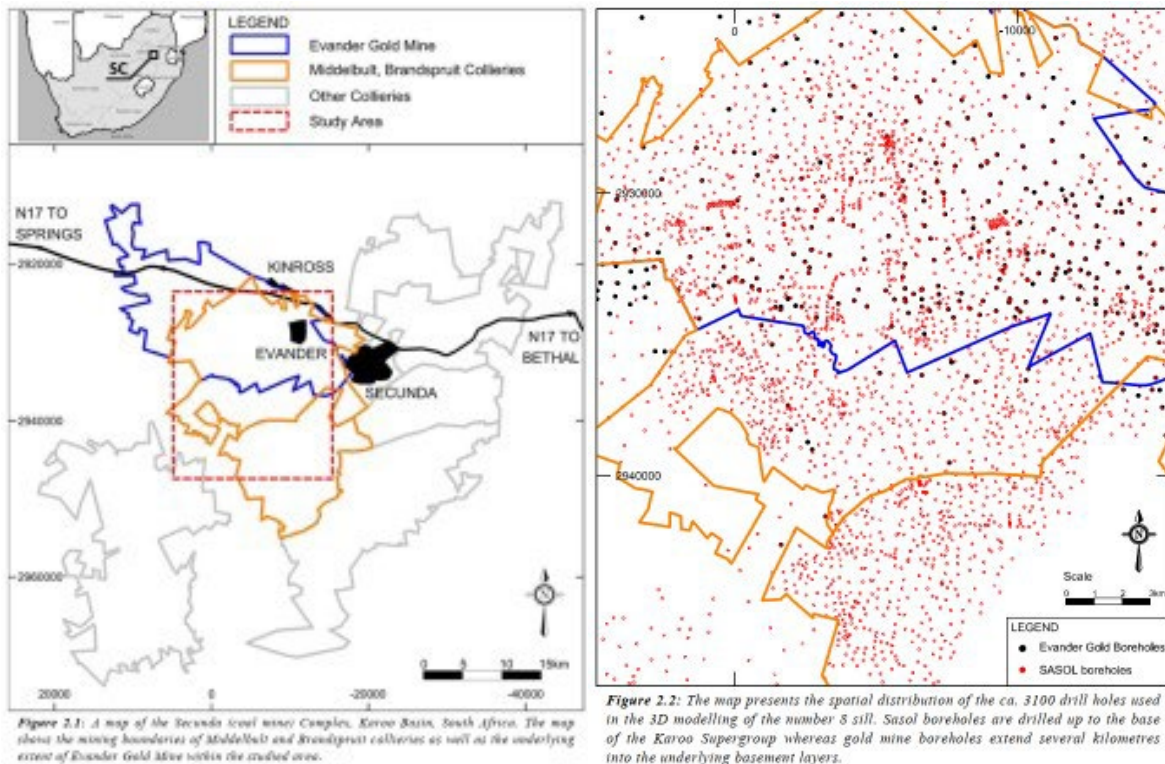 SC
LEGEND
Evander Gold Mine
Middelbult, Brandspruit Collieries
Other Collieries
Study Area
N17 TO
SPRINGS
2920000
KINROSS
EVANDER
N17 TO
BETHAL
SECUNDA
2940000
2960000
N
0 5 10 15km
20000 0 -20000 -40000
Figure 2.1: A map of the Secunda (coal mine) Complex, Karoo Basin, South Africa. The map
shows the mining boundaries of Middelbult and Brandspruit collieries as well as the underlying
extent of Evander Gold Mine within the studied area.
0 -10000
2930000
2940000
N
Scale
0 1 2 3km
LEGEND
Evander Gold Boreholes
SASOL boreholes
Figure 2.2: The map presents the spatial distribution of the ca. 3100 drill holes used
in the 3D modelling of the number 8 sill. Sasol boreholes are drilled up to the base
of the Karoo Supergroup whereas gold mine boreholes extend several kilometres
into the underlying basement layers.